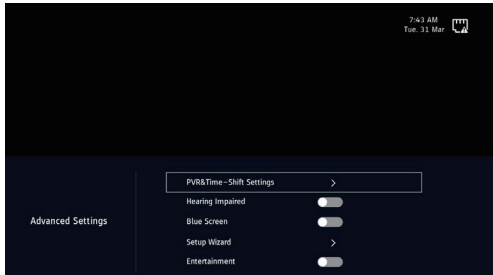 7:43 AM
Tue. 31 Mar
Advanced Settings
PVR&Time-Shift Settings
Hearing Impaired
Blue Screen
Setup Wizard
Entertainment